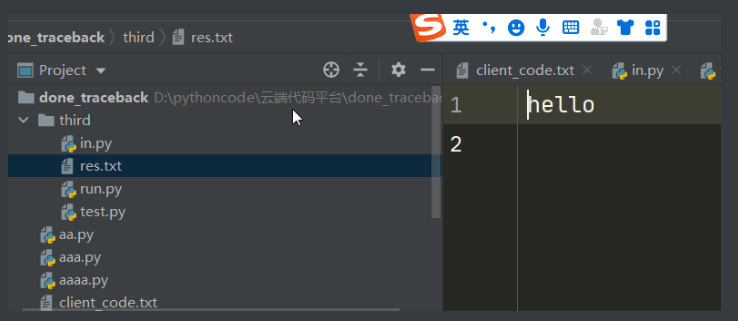 英
one_traceback > third > res.txt
Project
client_code.txt
in.py
done_traceback D:\pythoncode\云端代码平台\done_tracebac
third
in.py
res.txt
run.py
test.py
aa.py
aaa.py
aaaa.py
client_code.txt
1 hello
2